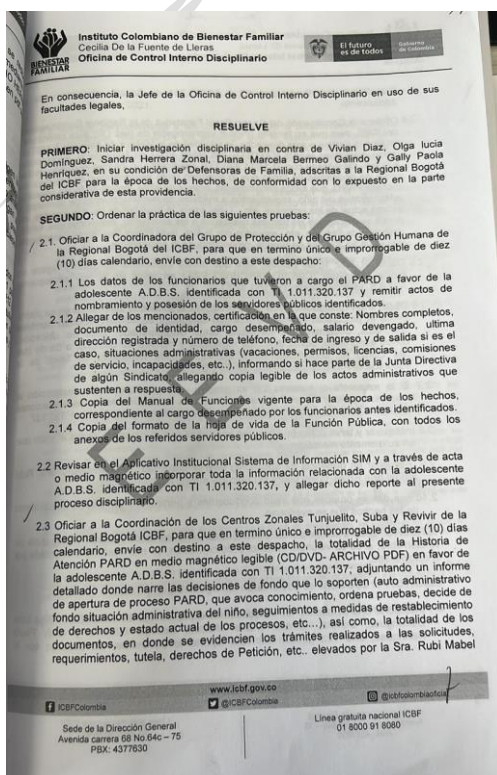 BIENESTAR
FAMILIAR
Instituto Colombiano de Bienestar Familiar
Cecilia De la Fuente de Lleras
Oficina de Control Interno Disciplinario
El futuro
es de todos
Gobierno
de Colombia
En consecuencia, la Jefe de la Oficina de Control Interno Disciplinario en uso de sus
facultades legales,
RESUELVE
PRIMERO: Iniciar investigación disciplinaria en contra de Vivian Diaz, Olga lucia
Dominguez, Sandra Herrera Zonal, Diana Marcela Bermeo Galindo y Gally Paola
Henriquez, en su condición de Defensoras de Familia, adscritas a la Regional Bogotá
del ICBF para la época de los hechos, de conformidad con lo expuesto en la parte
considerativa de esta providencia.
SEGUNDO: Ordenar la práctica de las siguientes pruebas:
2.1. Oficiar a la Coordinadora del Grupo de Protección y del Grupo Gestión Humana de
la Regional Bogotá del ICBF, para que en termino único e improrrogable de diez
(10) días calendario, envie con destino a este despacho:
2.1.1 Los datos de los funcionarios que tuvieron a cargo el PARD a favor de la
adolescente A.D.B.S. identificada con TI 1.011.320.137 y remitir actos de
nombramiento y posesión de los servidores públicos identificados.
2.1.2 Allegar de los mencionados, certificación en la que conste: Nombres completos,
documento de identidad, cargo desempeñado, salario devengado, ultima
dirección registrada y número de teléfono, fecha de ingreso y de salida si es el
caso, situaciones administrativas (vacaciones, permisos, licencias, comisiones
de servicio, incapacidades, etc..), informando si hace parte de la Junta Directiva
de algún Sindicato, allegando copia legible de los actos administrativos que
sustenten a respuesta.
2.1.3 Copia del Manual de Funciones vigente para la época de los hechos,
correspondiente al cargo desempeñado por los funcionarios antes identificados.
2.1.4 Copia del formato de la hoja de vida de la Función Pública, con todos los
anexos de los referidos servidores públicos.
2.2 Revisar en el Aplicativo Institucional Sistema de Información SIM y a través de acta
o medio magnético incorporar toda la información relacionada con la adolescente
A.D.B.S. identificada con TI 1.011.320.137, y allegar dicho reporte al presente
proceso disciplinario.
2.3 Oficiar a la Coordinación de los Centros Zonales Tunjuelito, Suba y Revivir de la
Regional Bogotá ICBF, para que en termino único e improrrogable de diez (10) días
calendario, envie con destino a este despacho, la totalidad de la Historia de
Atención PARD en medio magnético legible (CD/DVD- ARCHIVO PDF) en favor de
la adolescente A.D.B.S. identificada con TI 1.011.320.137, adjuntando un informe
detallado donde narre las decisiones de fondo que lo soporten (auto administrativo
de apertura de proceso PARD, que avoca conocimiento, ordena pruebas, decide de
fondo situación administrativa del niño, seguimientos a medidas de restablecimiento
de derechos y estado actual de los procesos, etc...), así como, la totalidad de los
documentos, en donde se evidencien los trámites realizados a las solicitudes,
requerimientos, tutela, derechos de Petición, etc.. elevados por la Sra. Rubi Mabel
www.icbf.gov.co
ICBFColombia
@ICBFColombia
@icbfcolombiaoficial
Sede de la Dirección General
Avenida carrera 68 No.64c – 75
PBX: 4377630
Linea gratuita nacional ICBF
01 8000 91 8080